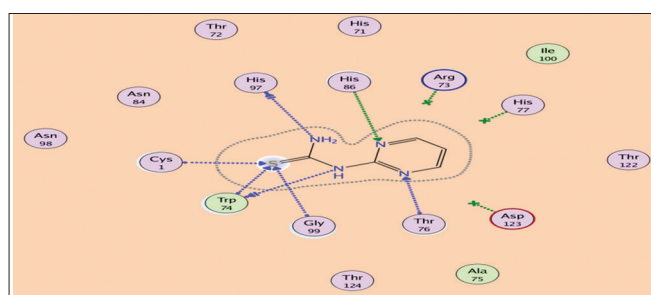 Thr
72
His
71
Ile
100
His
97
His
86
Arg
73
His
77
Asn
84
Asn
98
NH₂
N
Cys
1
S
N
H
N
Thr
122
Trp
74
Gly
99
Thr
76
Asp
123
Thr
124
Ala
75